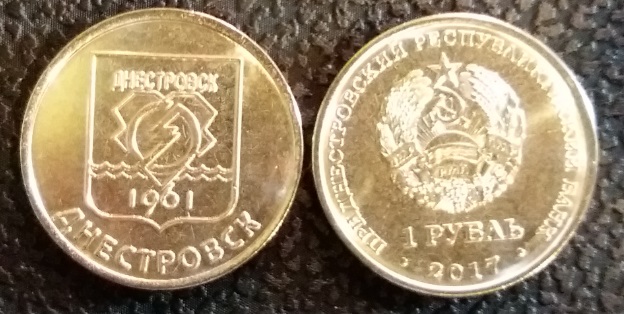 ДНЕСТРОВСК
1961
ДНЕСТРОВСК
ПРИДНЕСТРОВСКИЙ РЕСПУБЛИКАНСКИЙ БАНК
1 РУБЛЬ
2017